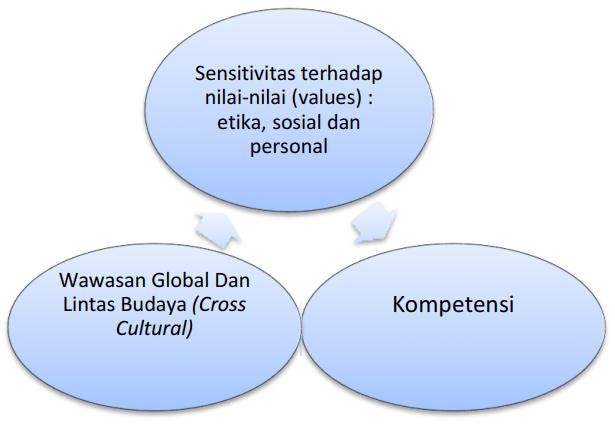 Sensitivitas terhadap
nilai-nilai (values) :
etika, sosial dan
personal
Wawasan Global Dan
Lintas Budaya (Cross
Cultural)
Kompetensi